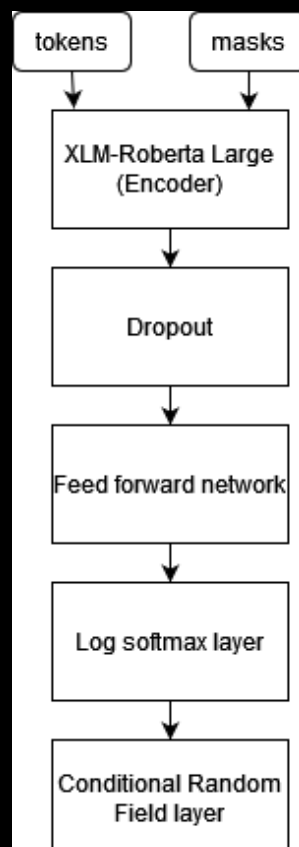 tokens
masks
XLM-Roberta Large
(Encoder)
Dropout
Feed forward network
Log softmax layer
Conditional Random
Field layer